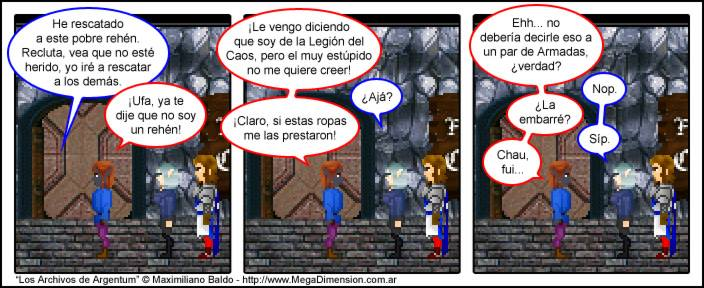 He rescatado
a este pobre rehén.
Recluta, vea que no esté
herido, yo iré a rescatar
a los demás.
¡Ufa, ya te
dije que no soy
un rehén!
¡Le vengo diciendo
que soy de la Legión del
Caos, pero el muy estúpido
no me quiere creer!
¿Ajá?
¡Claro, si estas ropas
me las prestaron!
Ehh... no
debería decirle eso a
un par de Armadas,
¿verdad?
Nop.
¿La
embarré?
Síp.
Chau,
fui...
"Los Archivos de Argentum" © Maximiliano Baldo - http://www.MegaDimension.com.ar